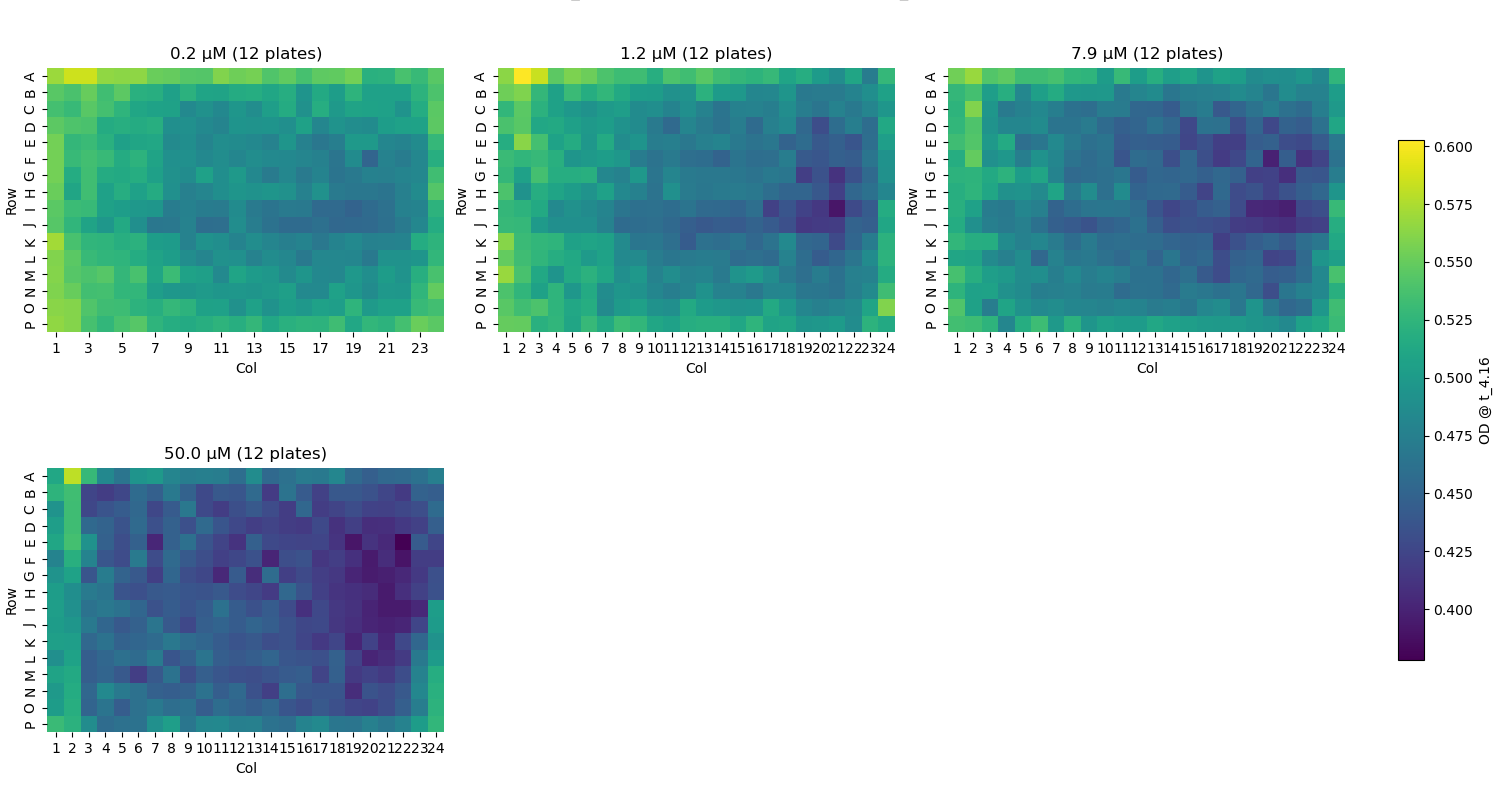 0.2 µM (12 plates)
1.2 µM (12 plates)
7.9 µM (12 plates)
Row
A
B
C
D
E
F
G
H
I
J
K
L
M
N
O
P
1 3 5 7 9 11 13 15 17 19 21 23
Col
Row
A
B
C
D
E
F
G
H
I
J
K
L
M
N
O
P
1 2 3 4 5 6 7 8 9 10 11 12 13 14 15 16 17 18 19 20 21 22 23 24
Col
Row
A
B
C
D
E
F
G
H
I
J
K
L
M
N
O
P
1 2 3 4 5 6 7 8 9 10 11 12 13 14 15 16 17 18 19 20 21 22 23 24
Col
50.0 µM (12 plates)
Row
A
B
C
D
E
F
G
H
I
J
K
L
M
N
O
P
1 2 3 4 5 6 7 8 9 10 11 12 13 14 15 16 17 18 19 20 21 22 23 24
Col
0.600
0.575
0.550
0.525
0.500
0.475
0.450
0.425
0.400
OD @ t_4.16